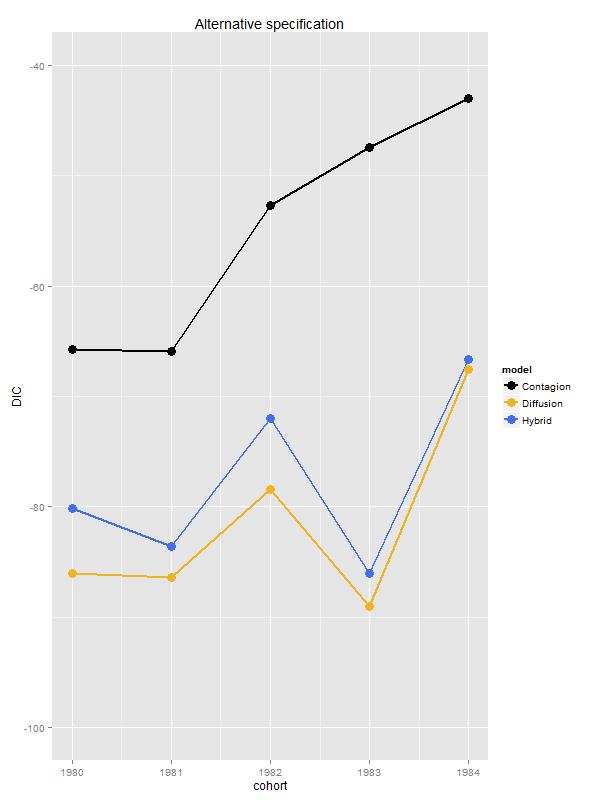 Alternative specification
DIC
-40
-60
-80
-100
1980 1981 1982 1983 1984
cohort
model
Contagion
Diffusion
Hybrid